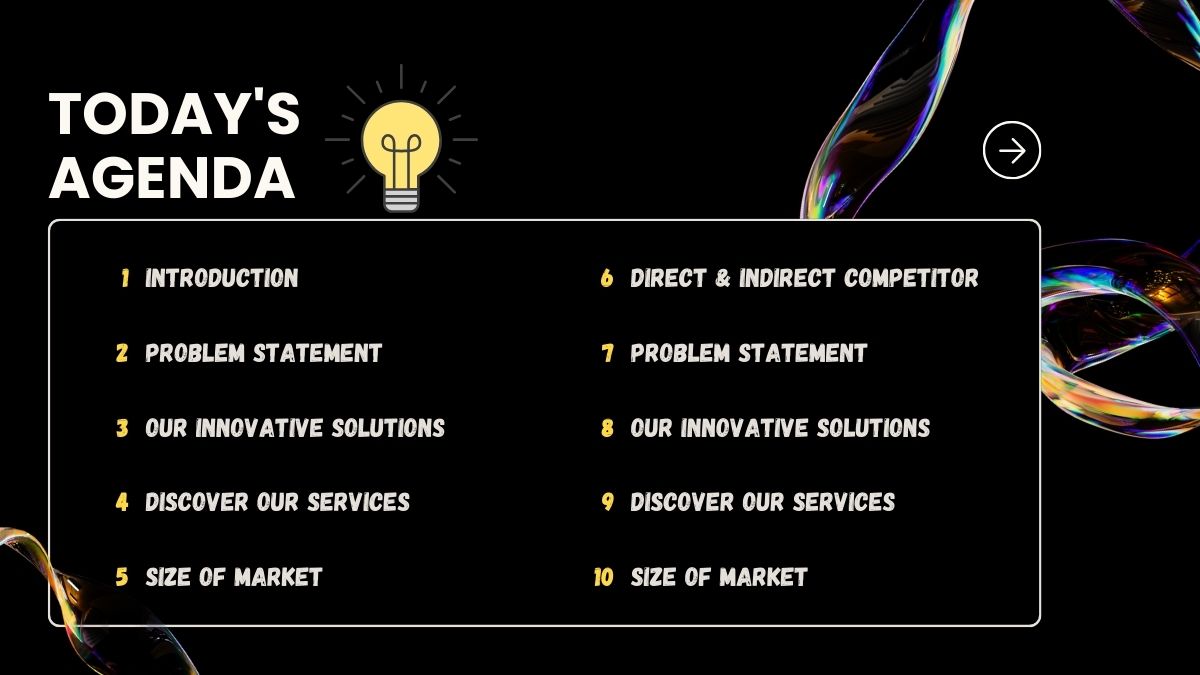 TODAY'S
AGENDA
1 INTRODUCTION
2 PROBLEM STATEMENT
3 OUR INNOVATIVE SOLUTIONS
4 DISCOVER OUR SERVICES
5 SIZE OF MARKET
6 DIRECT & INDIRECT COMPETITOR
7 PROBLEM STATEMENT
8 OUR INNOVATIVE SOLUTIONS
9 DISCOVER OUR SERVICES
10 SIZE OF MARKET